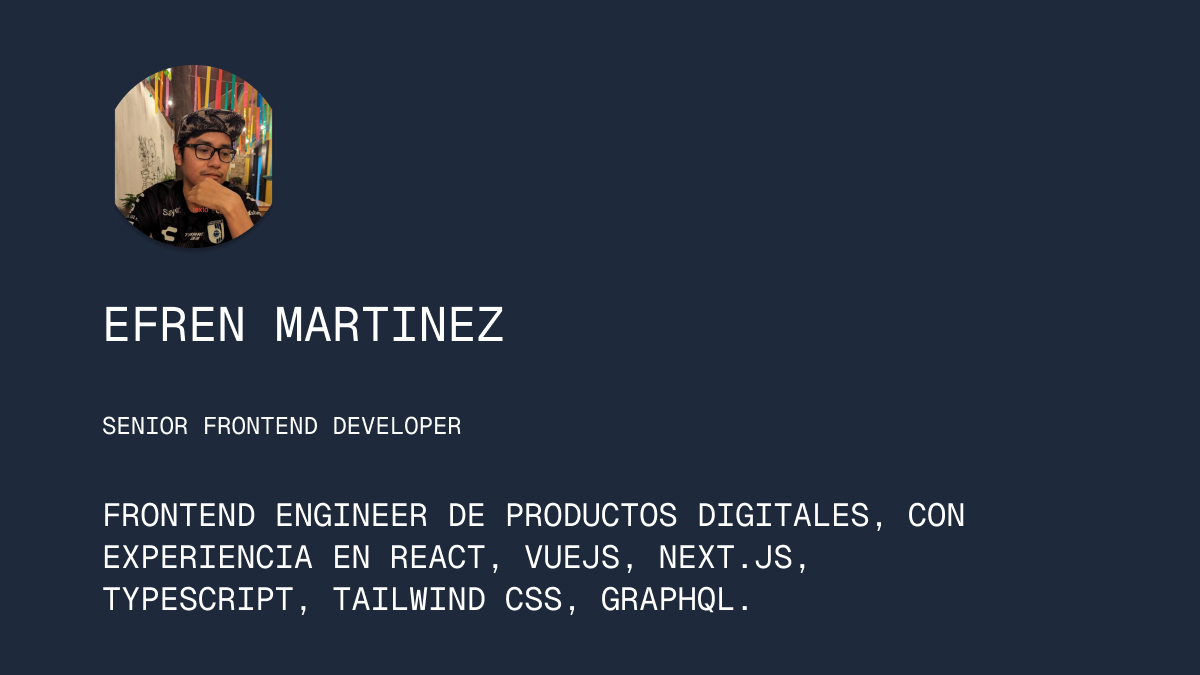 EFREN MARTINEZ
SENIOR FRONTEND DEVELOPER
FRONTEND ENGINEER DE PRODUCTOS DIGITALES, CON
EXPERIENCIA EN REACT, VUEJS, NEXT.JS,
TYPESCRIPT, TAILWIND CSS, GRAPHQL.